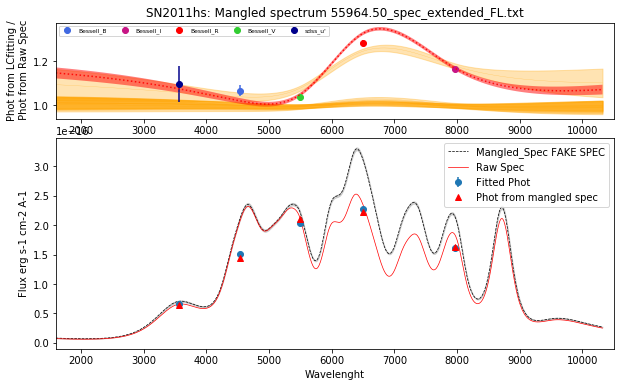 SN2011hs: Mangled spectrum 55964.50_spec_extended_FL.txt
Phot from LCfitting /
Phot from Raw Spec
1.2
1.0
Bessell_B
Bessell_I
Bessell_R
Bessell_V
sdss_u'
2000 3000 4000 5000 6000 7000 8000 9000 10000
Flux erg s-1 cm-2 A-1
3.5
3.0
2.5
2.0
1.5
1.0
0.5
0.0
Mangled_Spec FAKE SPEC
Raw Spec
Fitted Phot
Phot from mangled spec
2000 3000 4000 5000 6000 7000 8000 9000 10000
Wavelenght